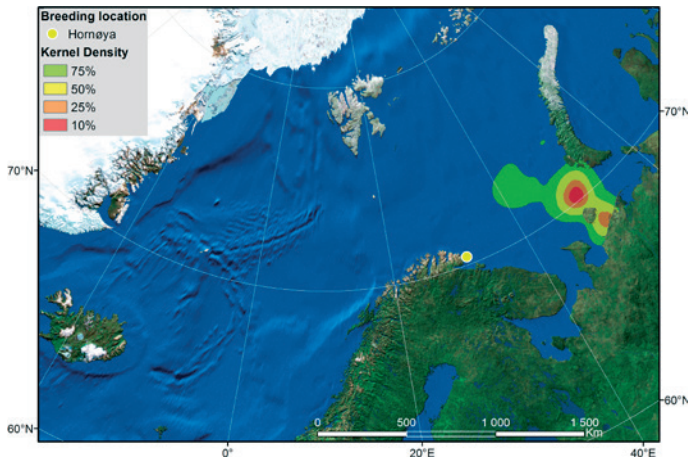 Breeding location
Hornøya
Kernel Density
75%
50%
25%
10%
70°N
70°N
60°N
60°N
0 500 1 000 1 500
Km
0°
20°E
40°E